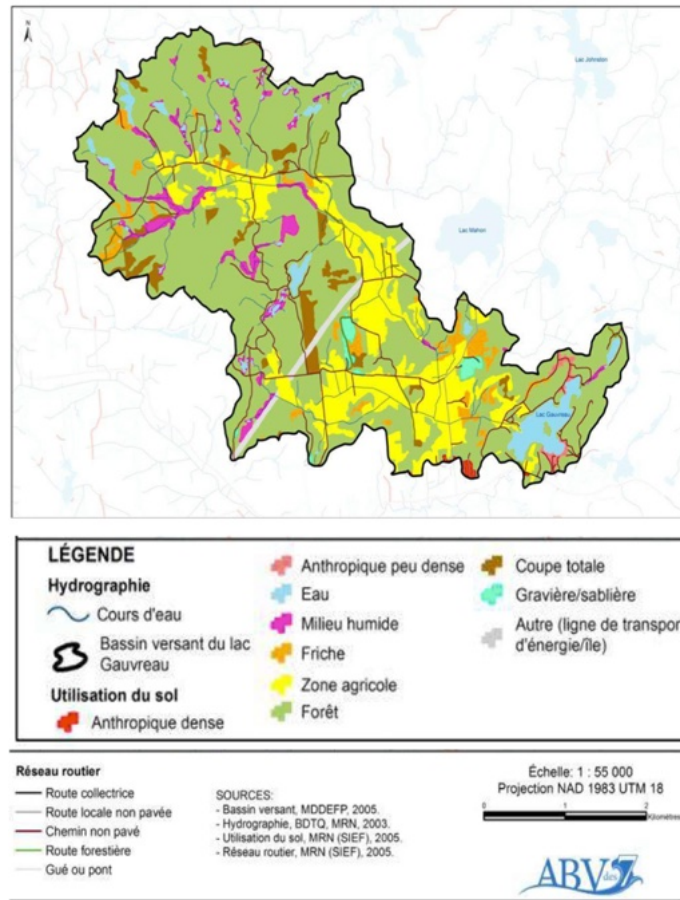 N
Lac Johnston
Lac Mahon
Lac Gauvreau
LÉGENDE
Hydrographie
Cours d'eau
Bassin versant du lac
Gauvreau
Utilisation du sol
Anthropique dense
Anthropique peu dense
Eau
Milieu humide
Friche
Zone agricole
Forêt
Coupe totale
Gravière/sablière
Autre (ligne de transpor
d'énergie/île)
Réseau routier
Route collectrice
Route locale non pavée
Chemin non pavé
Route forestière
Gué ou pont
SOURCES:
- Bassin versant, MDDEFP, 2005.
- Hydrographie, BDTQ, MRN, 2003.
- Utilisation du sol, MRN (SIEF), 2005.
- Réseau routier, MRN (SIEF), 2005.
Échelle: 1 : 55 000
Projection NAD 1983 UTM 18
0 1 2
Kilomètres
ABV des 7